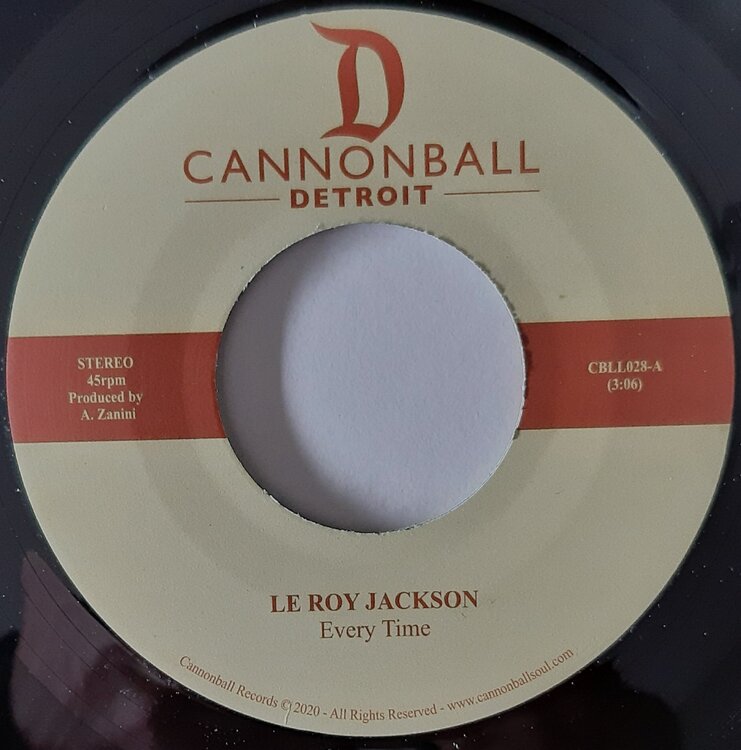 D
CANNONBALL
DETROIT
STEREO
45rpm
Produced by
A. Zanini
CBLL028-A
(3:06)
LE ROY JACKSON
Every Time
Cannonball Records © 2020 - All Rights Reserved - www.cannonballsoul.com